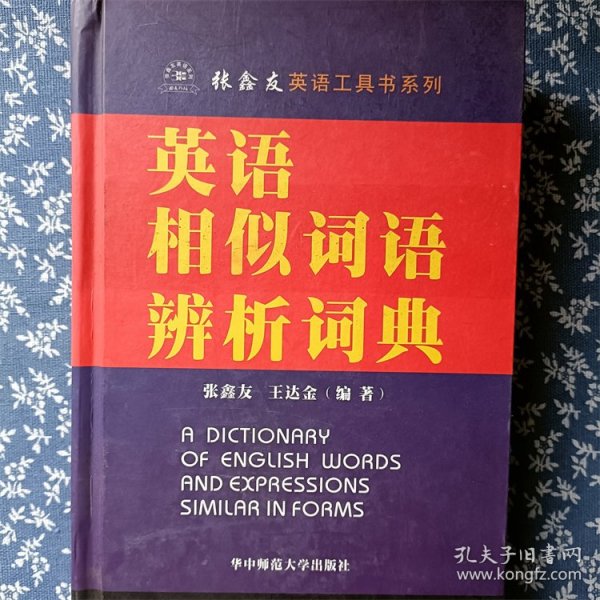 张鑫友英语工具书系列
英语
相似词语
辨析词典
张鑫友 王达金（编 著）
A DICTIONARY
OF ENGLISH WORDS
AND EXPRESSIONS
SIMILAR IN FORMS
华中师范大学出版社
孔夫子旧书网
www.kongfz.com